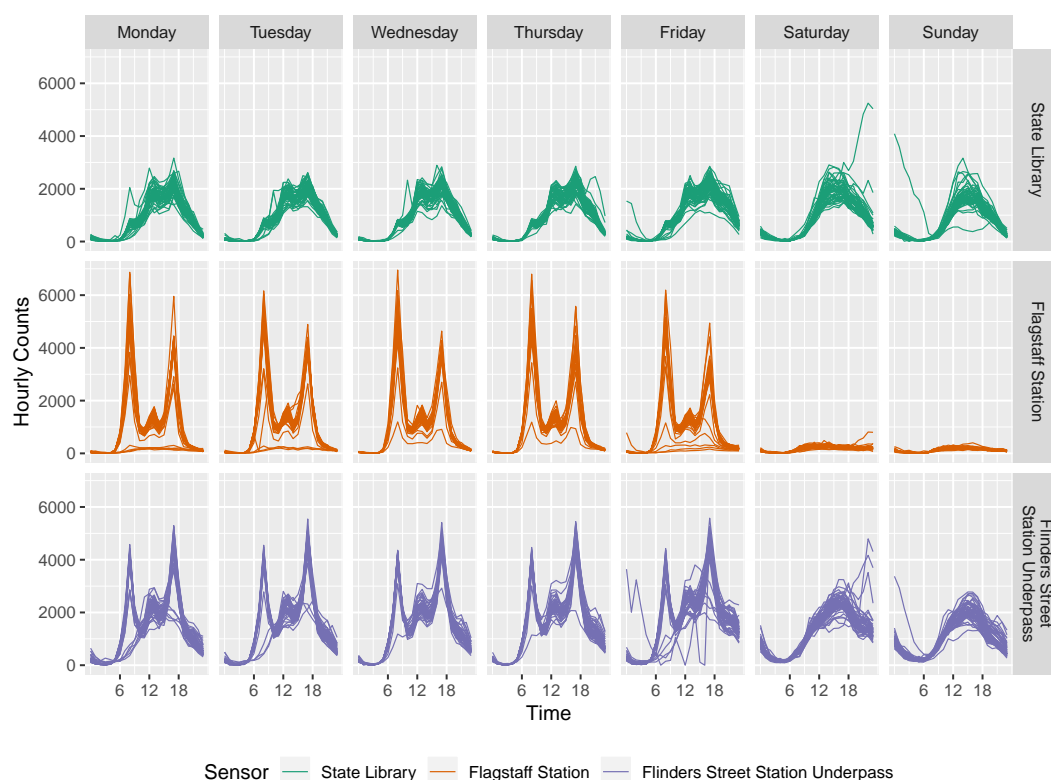 Monday Tuesday Wednesday Thursday Friday Saturday Sunday
6000
4000
2000
0
State Library
6000
4000
2000
0
Flagstaff Station
6000
4000
2000
0
Flinders Street
Station Underpass
Hourly Counts
6 12 18 6 12 18 6 12 18 6 12 18 6 12 18 6 12 18 6 12 18
Time
Sensor State Library Flagstaff Station Flinders Street Station Underpass